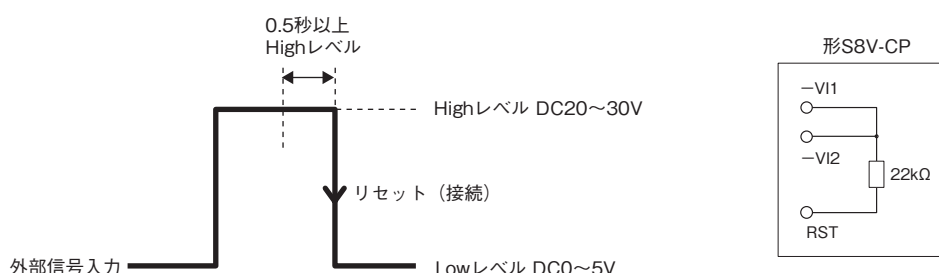 0.5秒以上
Highレベル
Highレベル DC20～30V
リセット（接続）
外部信号入力
Lowレベル DC0～5V
形S8V-CP
－VI1
－VI2
22kΩ
RST